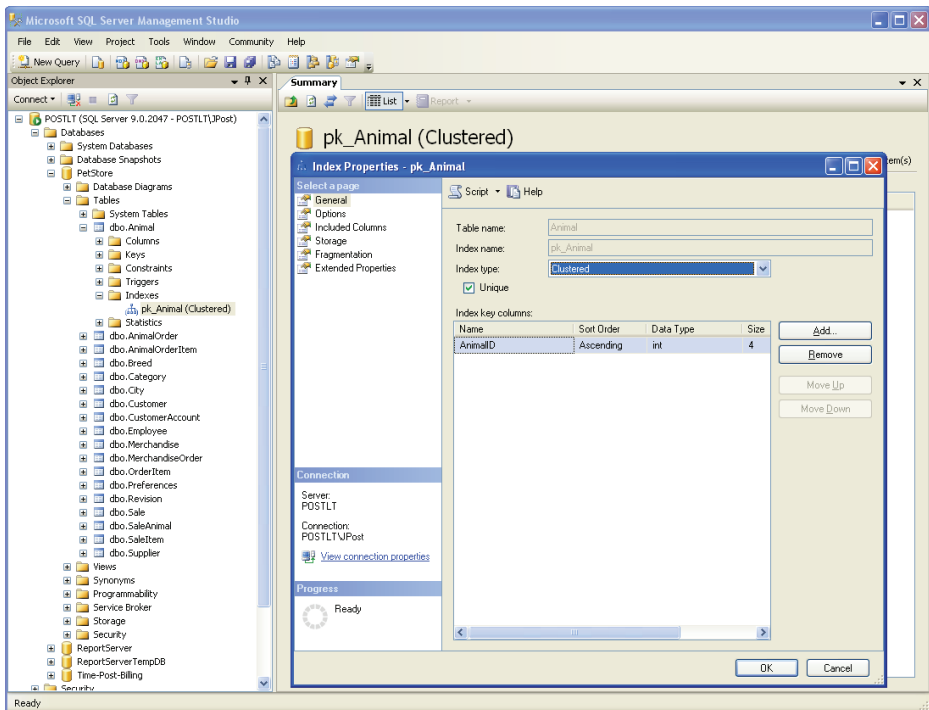 Microsoft SQL Server Management Studio
File Edit View Project Tools Window Community Help
New Query
Object Explorer
Connect
POSTLT (SQL Server 9.0.2047 - POSTLT\JPost)
Databases
System Databases
Database Snapshots
PetStore
Database Diagrams
Tables
System Tables
dbo.Animal
Columns
Keys
Constraints
Triggers
Indexes
pk_Animal (Clustered)
Statistics
dbo.AnimalOrder
dbo.AnimalOrderItem
dbo.Breed
dbo.Category
dbo.City
dbo.Customer
dbo.CustomerAccount
dbo.Employee
dbo.Merchandise
dbo.MerchandiseOrder
dbo.OrderItem
dbo.Preferences
dbo.Revision
dbo.Sale
dbo.SaleAnimal
dbo.SaleItem
dbo.Supplier
Views
Synonyms
Programmability
Service Broker
Storage
Security
ReportServer
ReportServerTempDB
Time-Post-Billing
Security
Summary
List Report
pk_Animal (Clustered)
em(s)
Index Properties - pk_Animal
Select a page
General
Options
Included Columns
Storage
Fragmentation
Extended Properties
Connection
Server:
POSTLT
Connection:
POSTLT\JPost
View connection properties
Progress
Ready
Script Help
Table name: Animal
Index name: pk_Animal
Index type: Clustered
Unique
Index key columns:
Name Sort Order Data Type Size
AnimalID Ascending int 4
Add...
Remove
Move Up
Move Down
OK Cancel
Ready